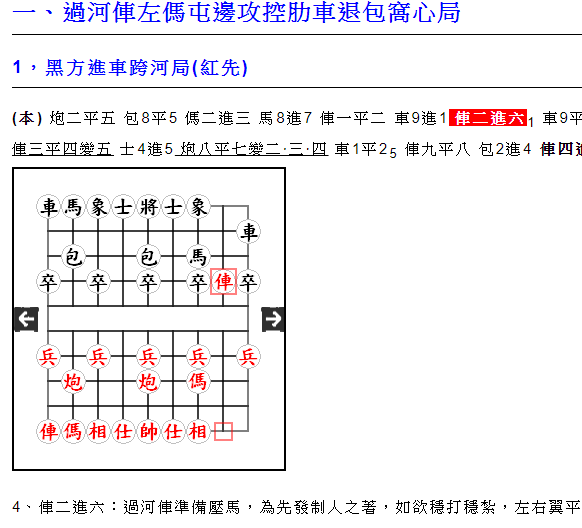 一、過河俥左傌屯邊攻控肋車退包窩心局
1，黑方進車跨河局(紅先)
(本) 炮二平五 包8平5 傌二進三 馬8進7 俥一平二 車9進1 俥二進六1 車9平
俥三平四變五 士4進5 炮八平七變二·三·四 車1平25 俥九平八 包2進4 俥四進
車 馬 象 士 將 士 象
車
包 包 馬
卒 卒 卒 卒 俥 卒
兵 兵 兵 兵 兵
炮 炮 傌
俥 傌 相 仕 帥 仕 相
4、俥二進六：過河俥準備壓馬，為先發制人之著，如欲穩打穩紮，左右翼平